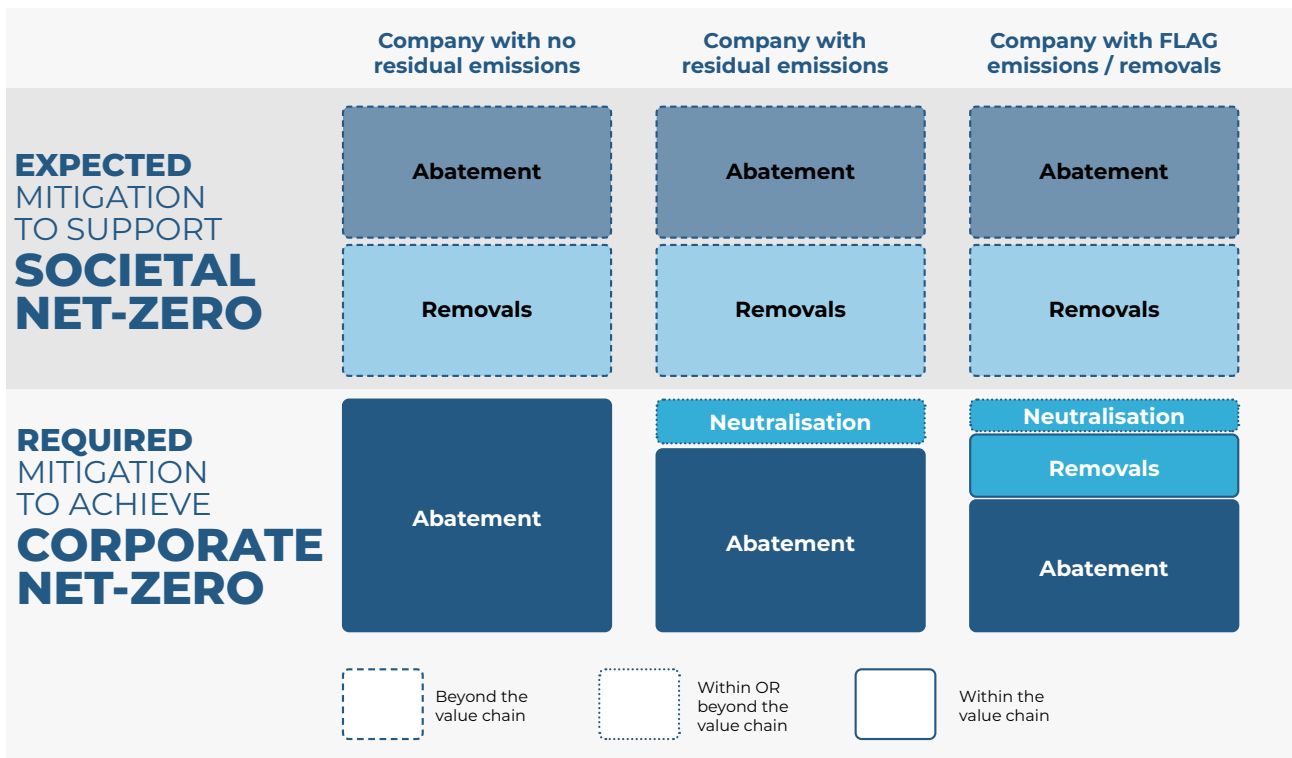 Company with no
residual emissions
Company with
residual emissions
Company with FLAG
emissions / removals
EXPECTED
MITIGATION
TO SUPPORT
SOCIETAL
NET-ZERO
Abatement
Abatement
Abatement
Removals
Removals
Removals
REQUIRED
MITIGATION
TO ACHIEVE
CORPORATE
NET-ZERO
Abatement
Neutralisation
Abatement
Neutralisation
Removals
Abatement
Beyond the
value chain
Within OR
beyond the
value chain
Within the
value chain